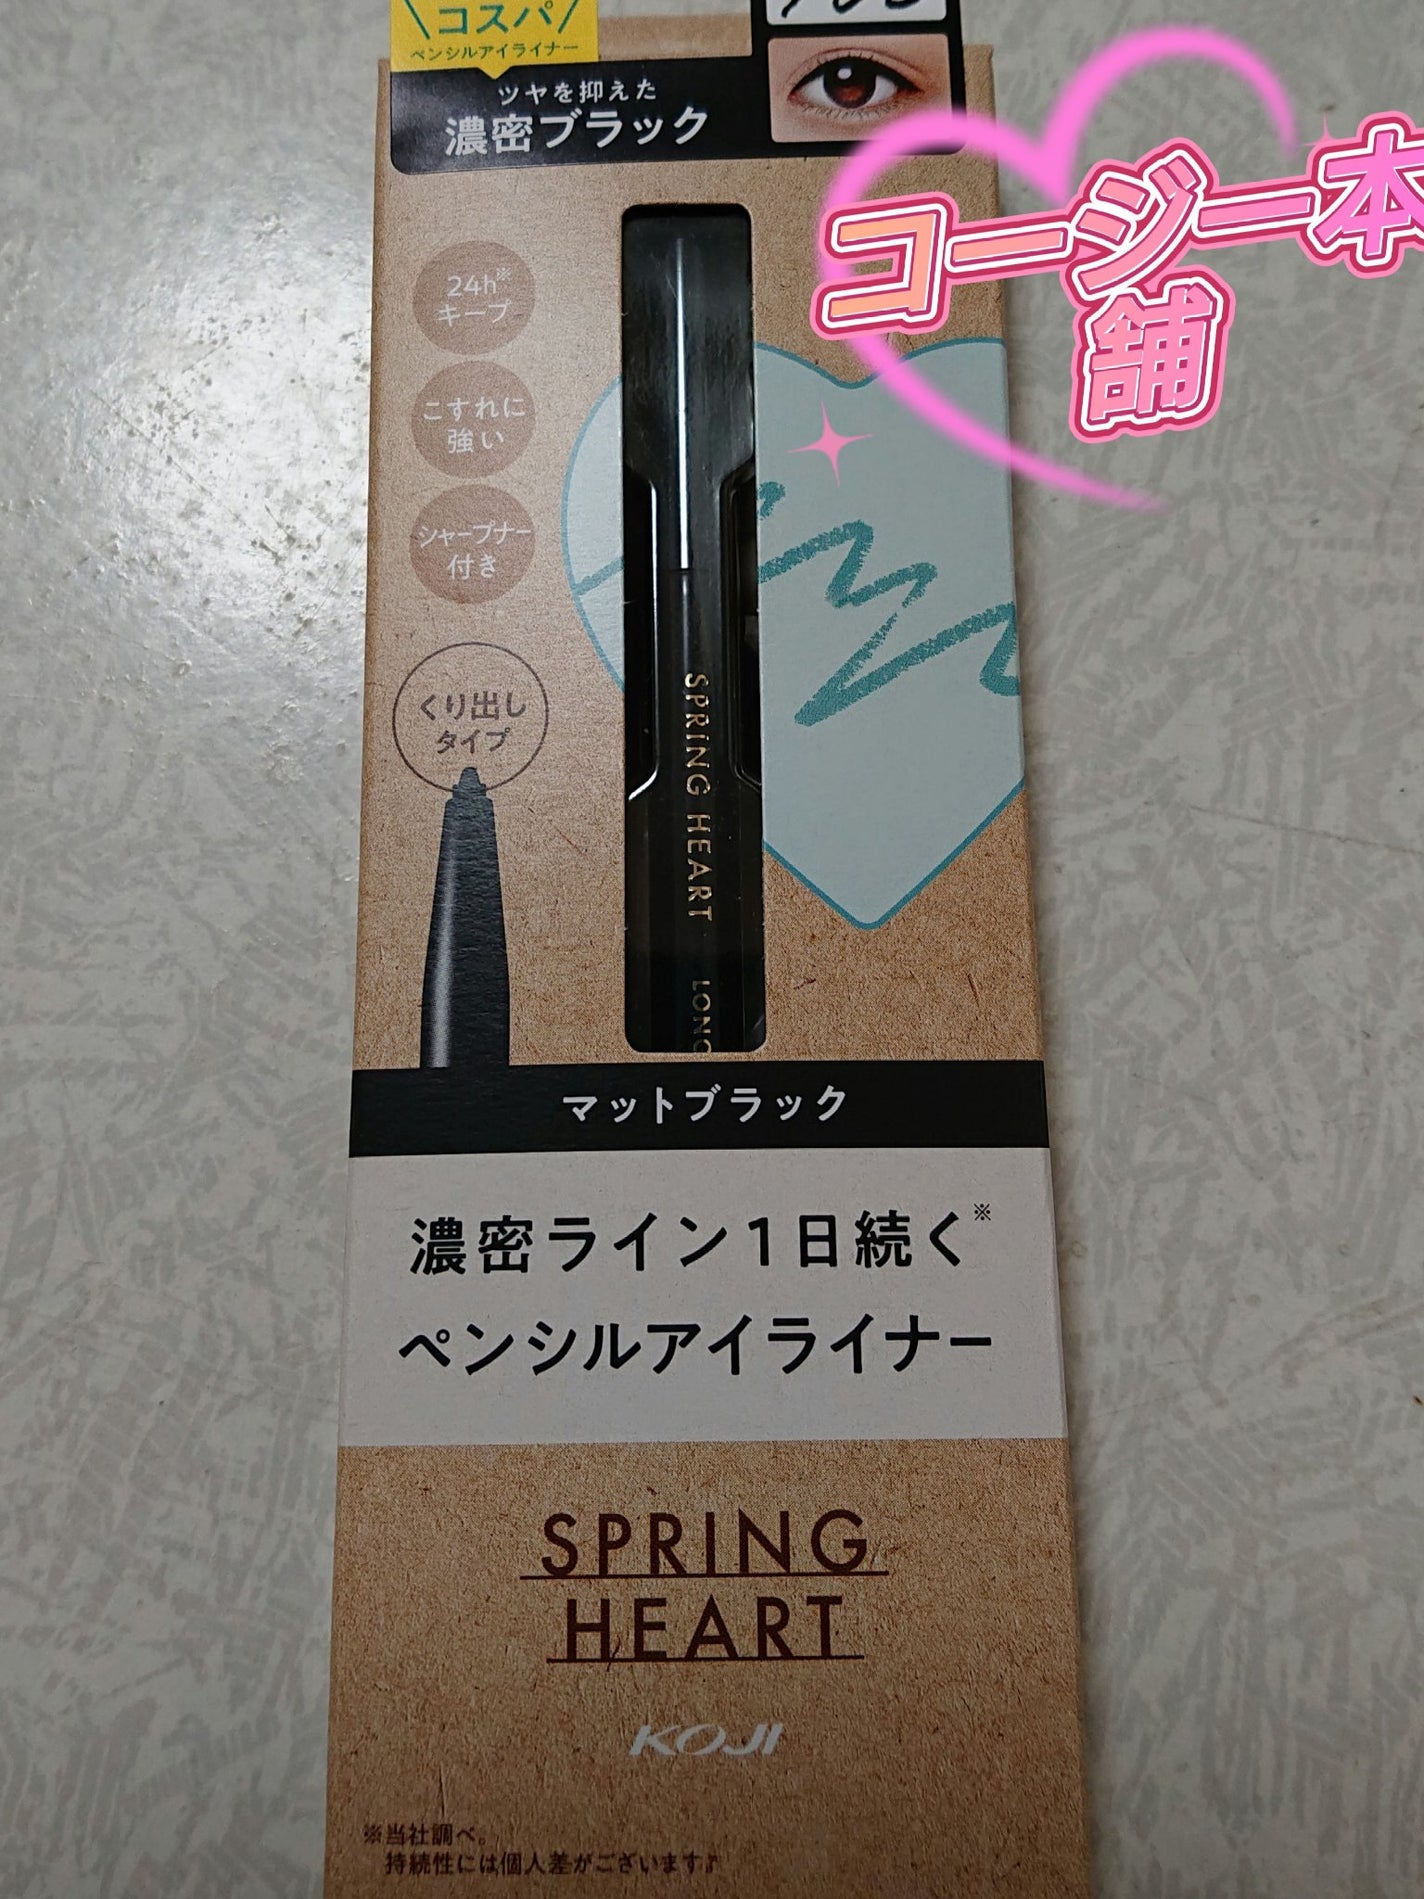 コスパ
ペンシルアイライナー
ツヤを抑えた
濃密ブラック
コージー本
舗
24h※
キープ
こすれに
強い
シャープナー
付き
くり出し
タイプ
SPRING HEART LONG
マットブラック
濃密ライン1日続く※
ペンシルアイライナー
SPRING
HEART
KOJI
※当社調べ。
持続性には個人差がございます。